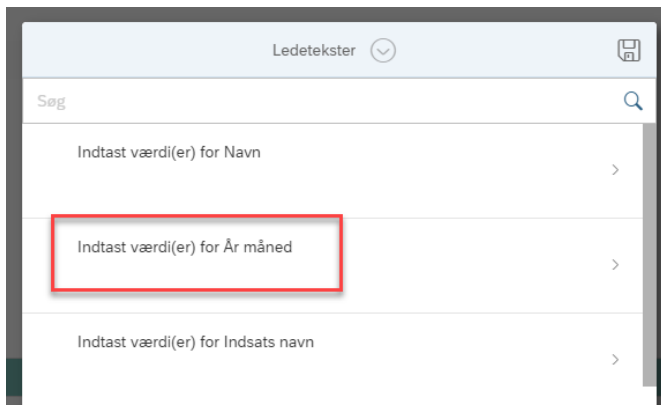 Ledetekster
Søg
Indtast værdi(er) for Navn
Indtast værdi(er) for År måned
Indtast værdi(er) for Indsats navn